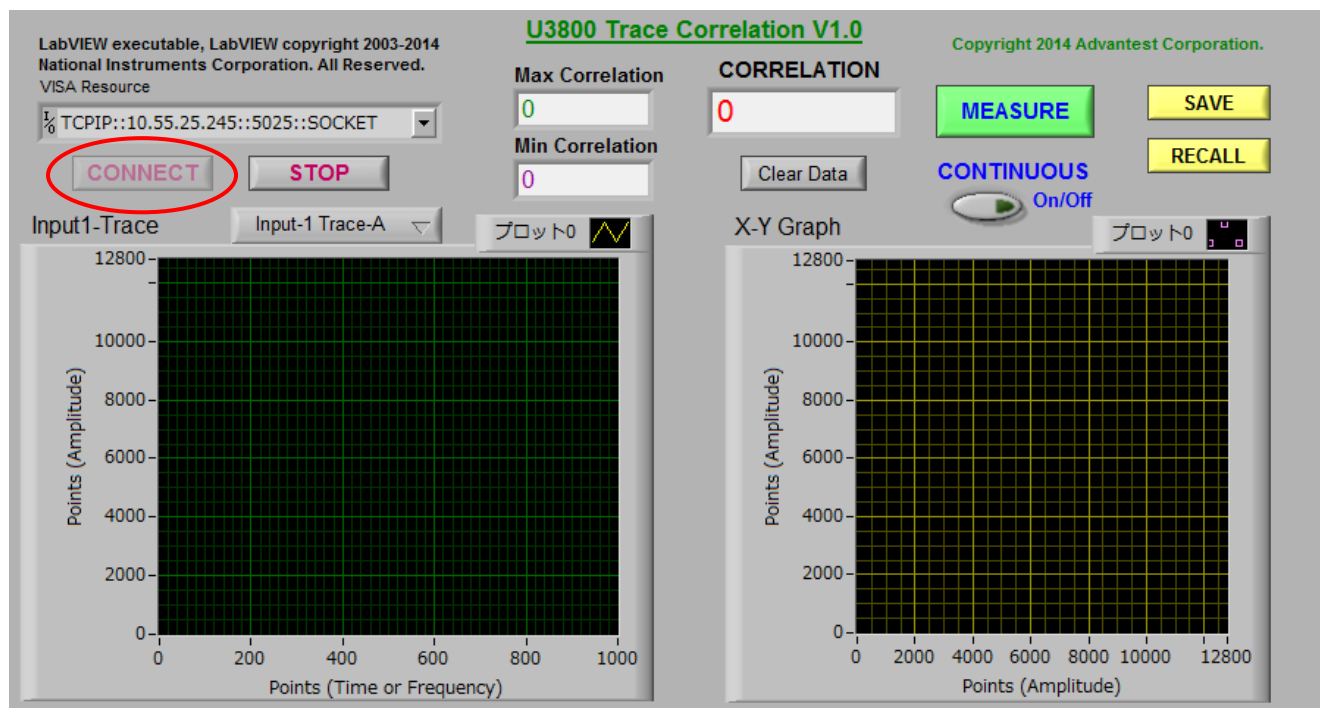 U3800 Trace Correlation V1.0
LabVIEW executable, LabVIEW copyright 2003-2014
National Instruments Corporation. All Reserved.
Copyright 2014 Advantest Corporation.
VISA Resource
I/O TCPIP::10.55.25.245::5025::SOCKET
CONNECT
STOP
Max Correlation
0
Min Correlation
0
CORRELATION
0
Clear Data
MEASURE
CONTINUOUS
On/Off
SAVE
RECALL
Input1-Trace
Input-1 Trace-A
プロット0
12800
10000
8000
6000
4000
2000
0
Points (Amplitude)
0 200 400 600 800 1000
Points (Time or Frequency)
X-Y Graph
プロット0
12800
10000
8000
6000
4000
2000
0
Points (Amplitude)
0 2000 4000 6000 8000 10000 12800
Points (Amplitude)